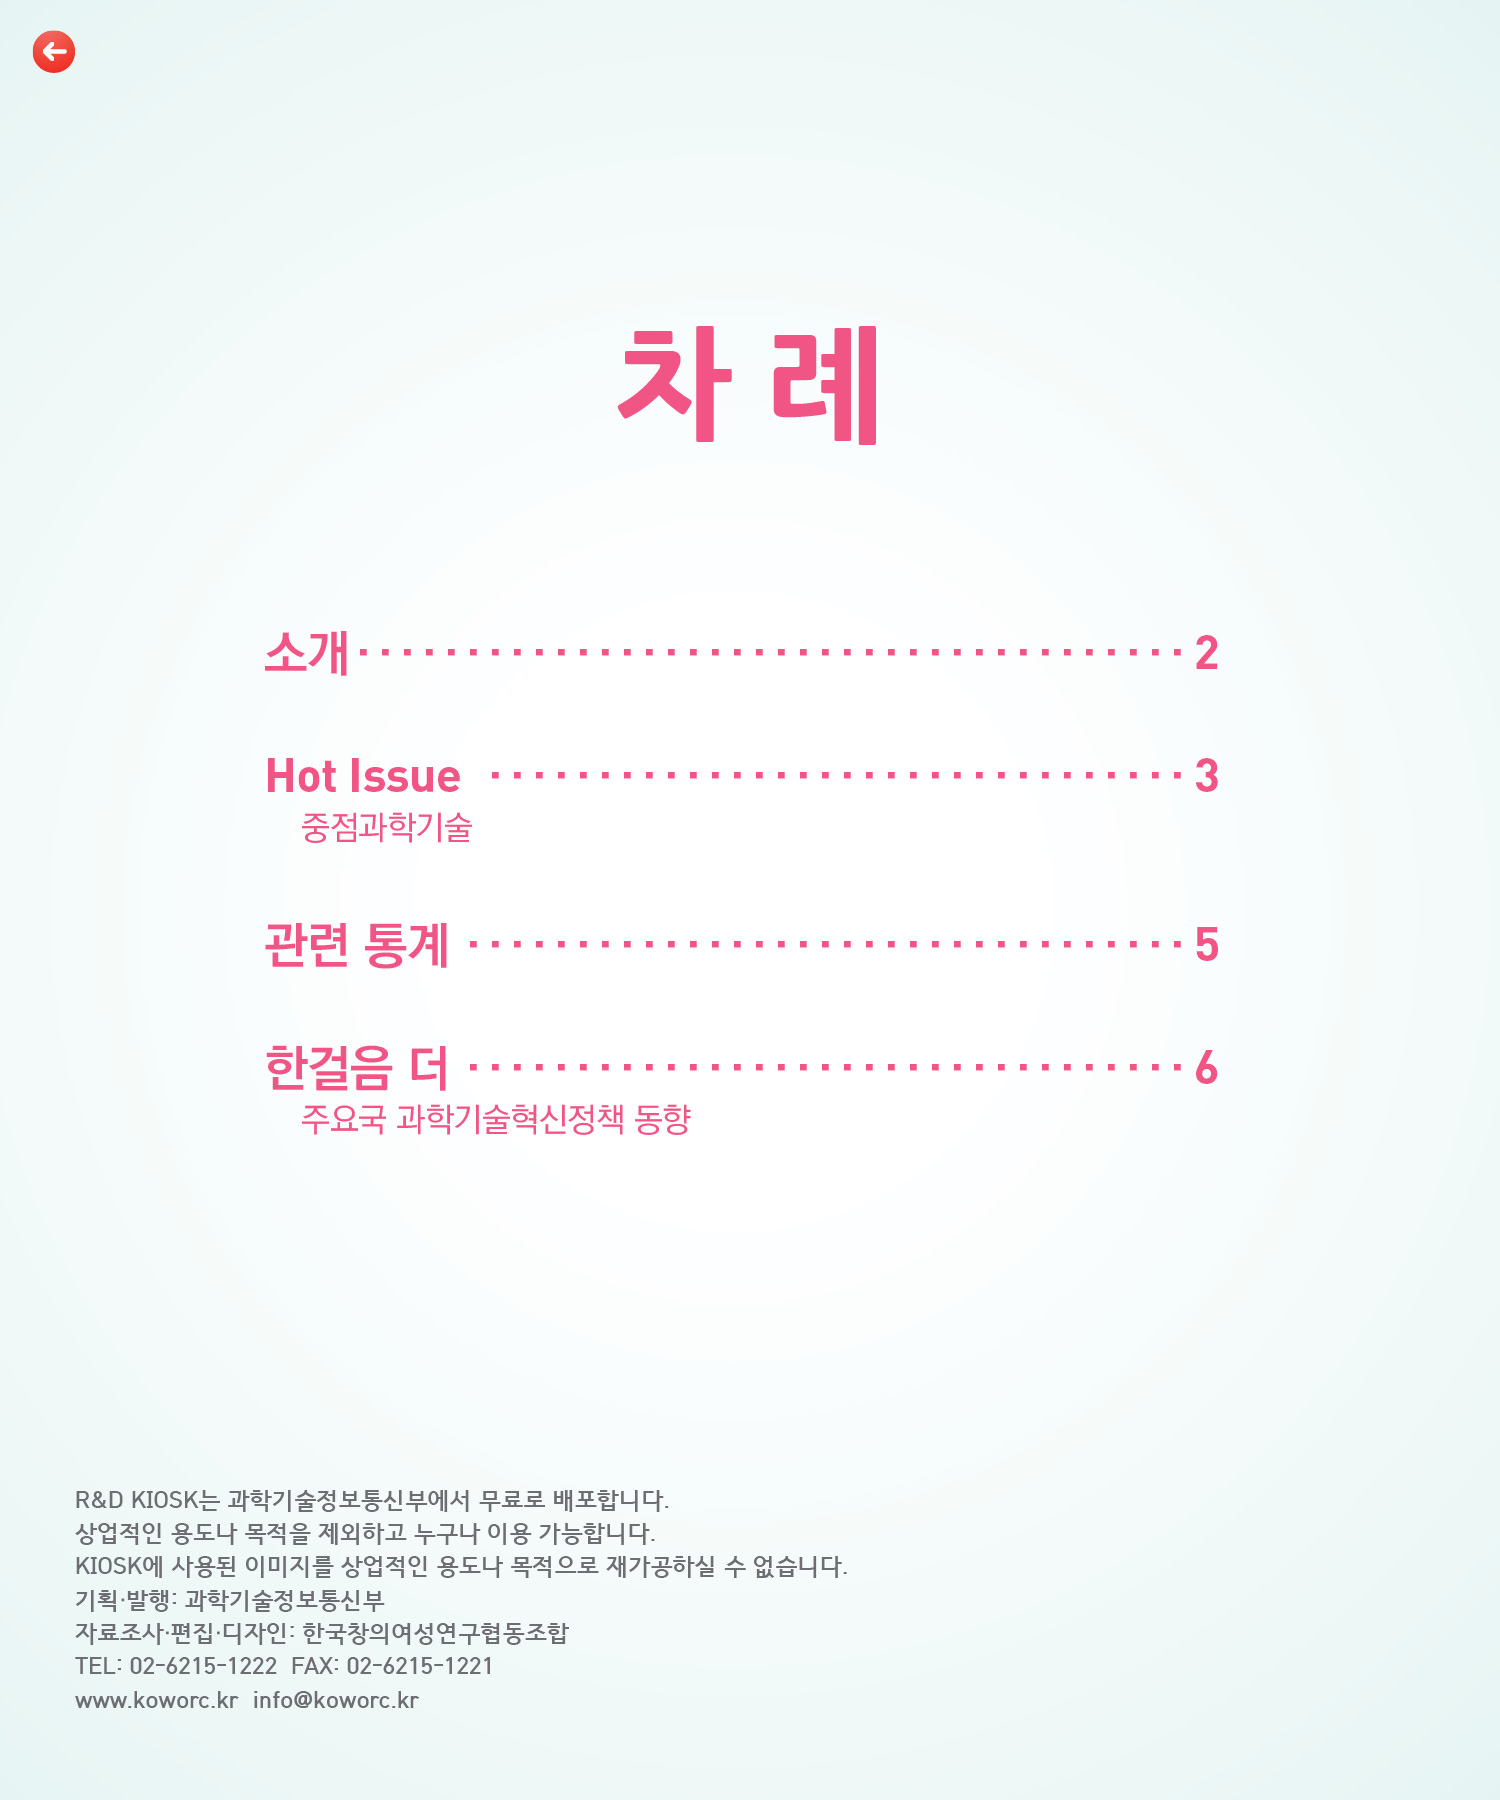 차 례
소개 ······································ 2
Hot Issue ································ 3
중점과학기술
관련 통계 ································· 5
한걸음 더 ································· 6
주요국 과학기술혁신정책 동향
R&D KIOSK는 과학기술정보통신부에서 무료로 배포합니다.
상업적인 용도나 목적을 제외하고 누구나 이용 가능합니다.
KIOSK에 사용된 이미지를 상업적인 용도나 목적으로 재가공하실 수 없습니다.
기획·발행: 과학기술정보통신부
자료조사·편집·디자인: 한국창의여성연구협동조합
TEL: 02-6215-1222 FAX: 02-6215-1221
www.koworc.kr info@koworc.kr